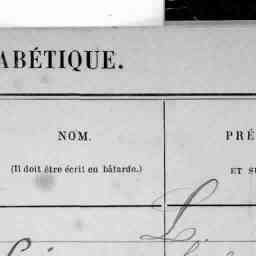 ABÉTIQUE.
NOM. PRÉ
(Il doit être écrit en bâtarde.) ET S